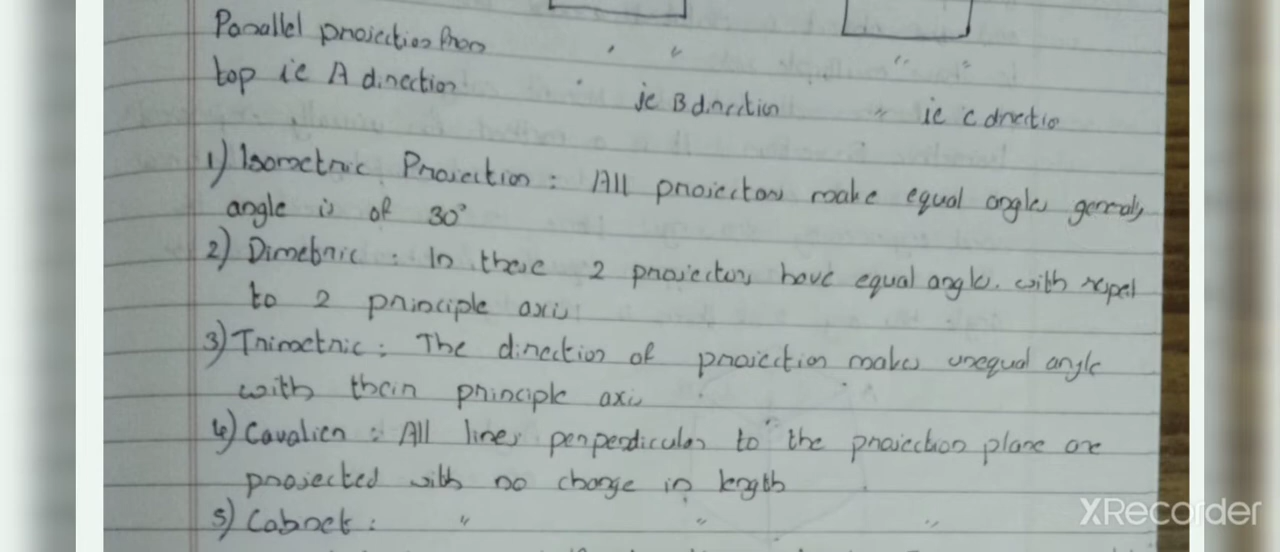 Parallel projection from " "
" "
top ie A direction " ie B direction " ie C directio
1) Isometric Projection : All projectors make equal angles generaly
angle is of 30°
2) Dimetric : In these 2 projectors have equal angle. with respet
to 2 principle axis
3) Trimetric : The direction of projection makes unequal angle
with their principle axis
4) Cavalier : All lines perpendicular to the projection plane are
projected with no change in length
5) Cabnet : " " "
XRecorder